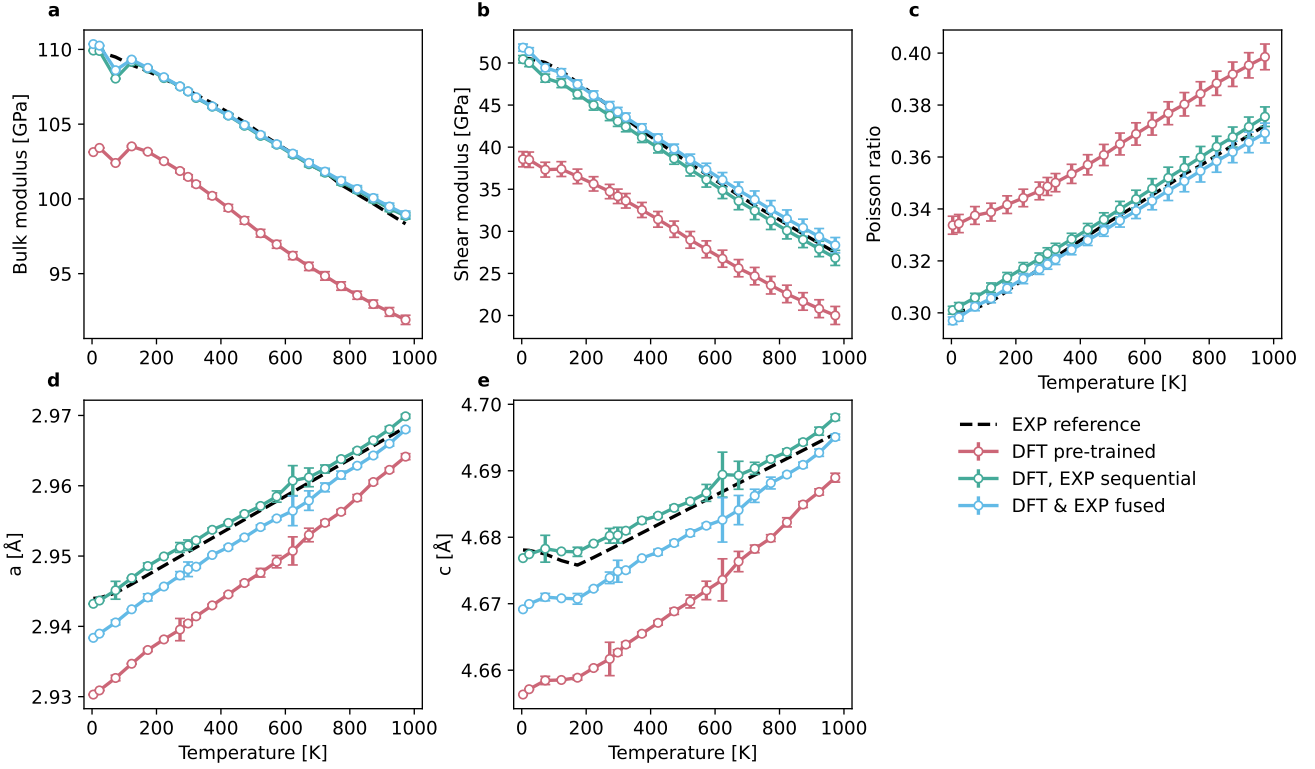 a
b
c
110
105
100
95
Bulk modulus [GPa]
0 200 400 600 800 1000
50
45
40
35
30
25
20
Shear modulus [GPa]
0 200 400 600 800 1000
0.40
0.38
0.36
0.34
0.32
0.30
Poisson ratio
0 200 400 600 800 1000
Temperature [K]
d
e
2.97
2.96
2.95
2.94
2.93
a [Å]
0 200 400 600 800 1000
Temperature [K]
4.70
4.69
4.68
4.67
4.66
c [Å]
0 200 400 600 800 1000
Temperature [K]
EXP reference
DFT pre-trained
DFT, EXP sequential
DFT & EXP fused